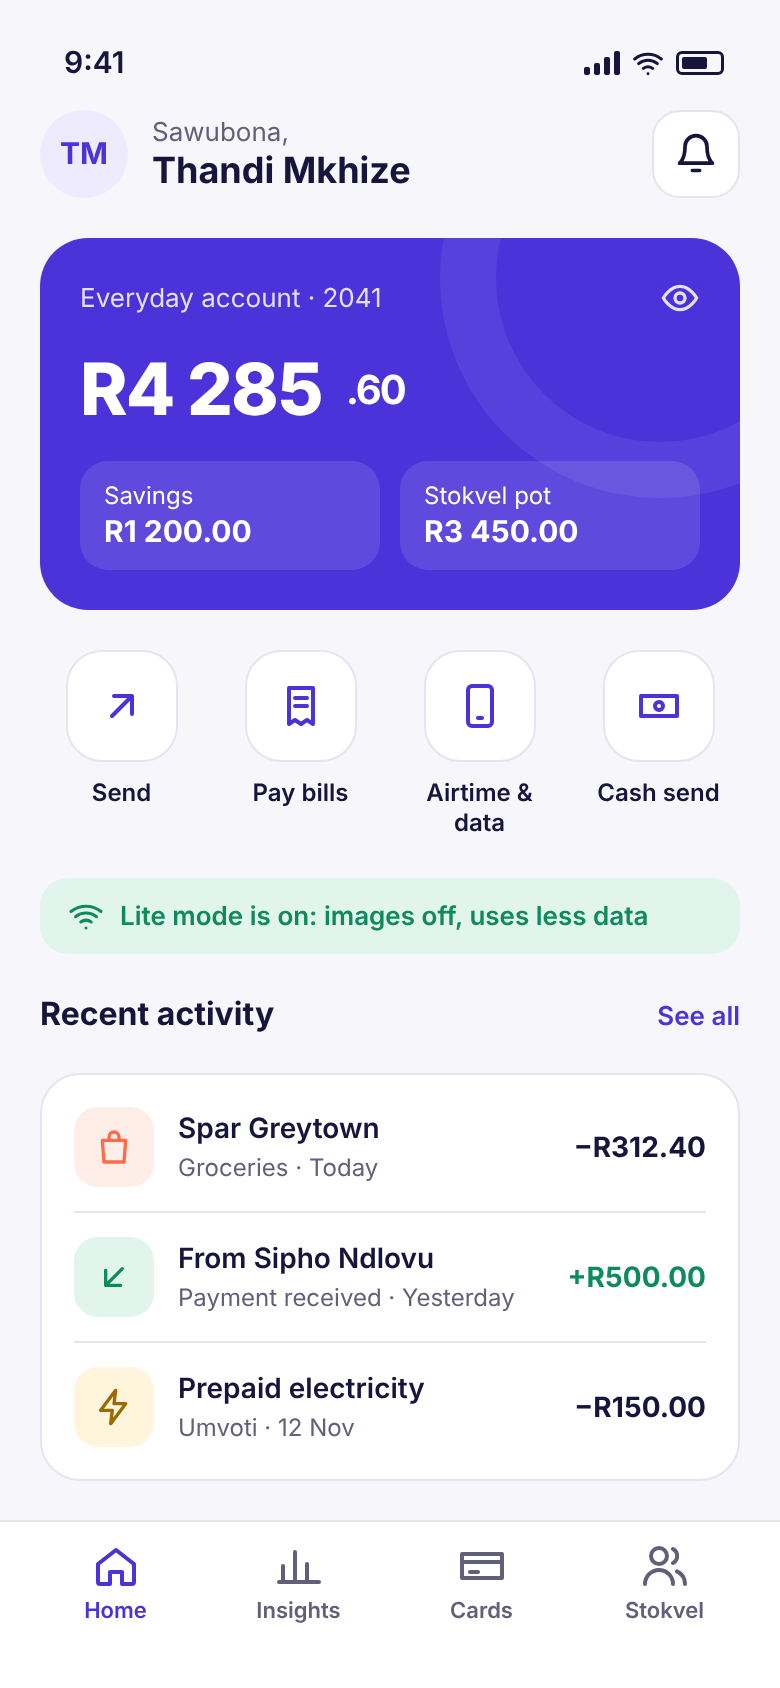 9:41
TM
Sawubona,
Thandi Mkhize
Everyday account · 2041
R4 285 .60
Savings
R1 200.00
Stokvel pot
R3 450.00
Send
Pay bills
Airtime &
data
Cash send
Lite mode is on: images off, uses less data
Recent activity
See all
Spar Greytown
Groceries · Today
−R312.40
From Sipho Ndlovu
Payment received · Yesterday
+R500.00
Prepaid electricity
Umvoti · 12 Nov
−R150.00
Home
Insights
Cards
Stokvel